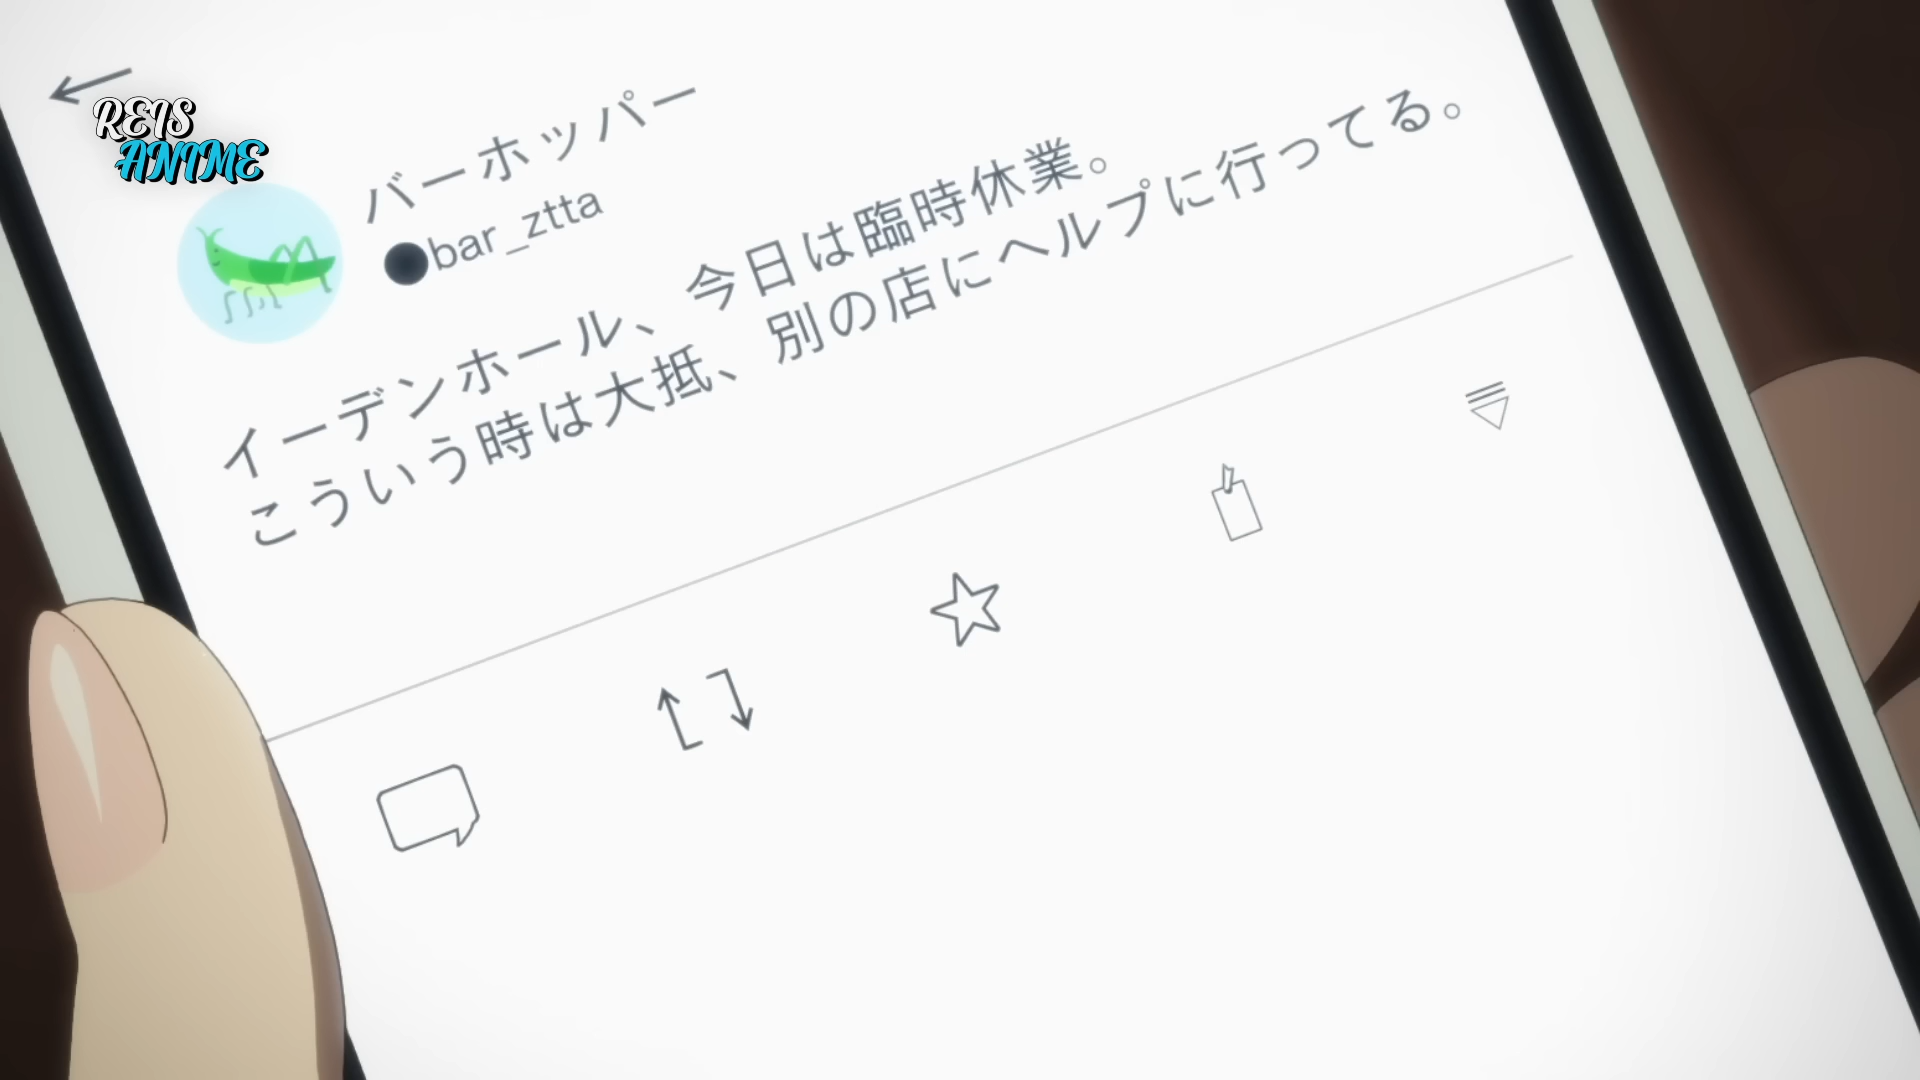 REIS
ANIME
バーホッパー
●bar_ztta
イーデンホール、今日は臨時休業。
こういう時は大抵、別の店にヘルプに行ってる。